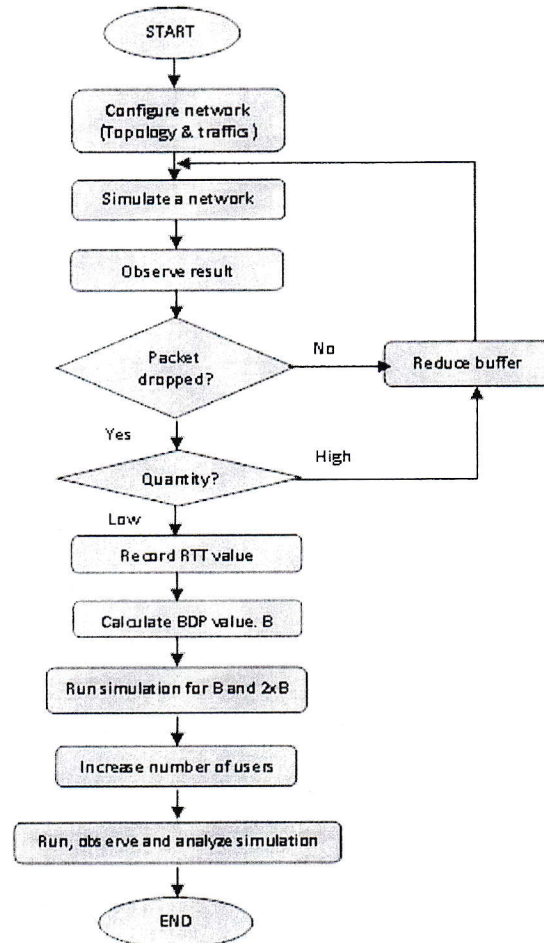 START
Configure network
(Topology & traffics)
Simulate a network
Observe result
Packet
dropped?
No
Reduce buffer
Yes
Quantity?
High
Low
Record RTT value
Calculate BDP value. B
Run simulation for B and 2xB
Increase number of users
Run, observe and analyze simulation
END